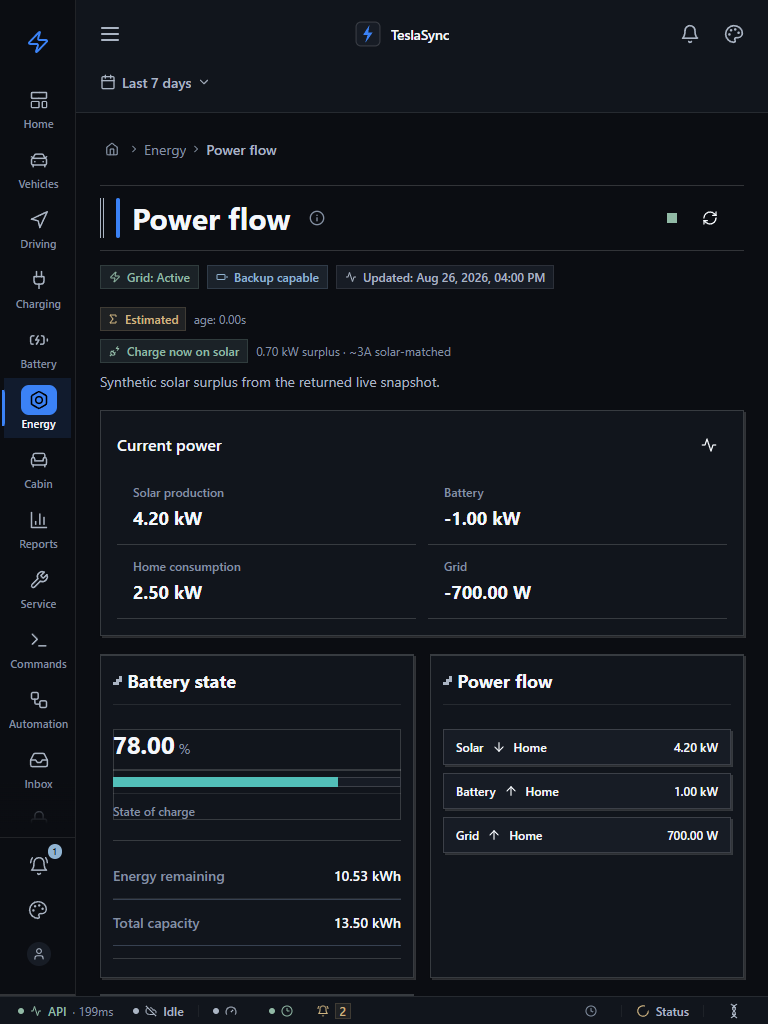 TeslaSync
Last 7 days
Home
Vehicles
Driving
Charging
Battery
Energy
Cabin
Reports
Service
Commands
Automation
Inbox
1
Energy > Power flow
Power flow
Grid: Active
Backup capable
Updated: Aug 26, 2026, 04:00 PM
Estimated
age: 0.00s
Charge now on solar
0.70 kW surplus · ~3A solar-matched
Synthetic solar surplus from the returned live snapshot.
Current power
Solar production
4.20 kW
Battery
-1.00 kW
Home consumption
2.50 kW
Grid
-700.00 W
Battery state
78.00 %
State of charge
Energy remaining 10.53 kWh
Total capacity 13.50 kWh
Power flow
Solar ↓ Home 4.20 kW
Battery ↑ Home 1.00 kW
Grid ↑ Home 700.00 W
API · 199ms
Idle
2
Status